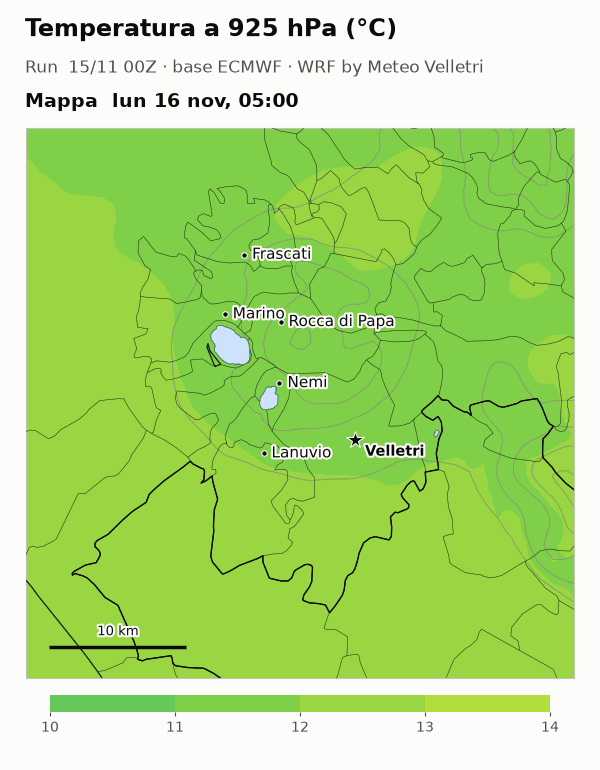 Temperatura a 925 hPa (°C)
Run  15/11 00Z · base ECMWF · WRF by Meteo Velletri
Mappa  lun 16 nov, 05:00
Frascati
Marino
Rocca di Papa
Nemi
Velletri
Lanuvio
10 km
10 11 12 13 14